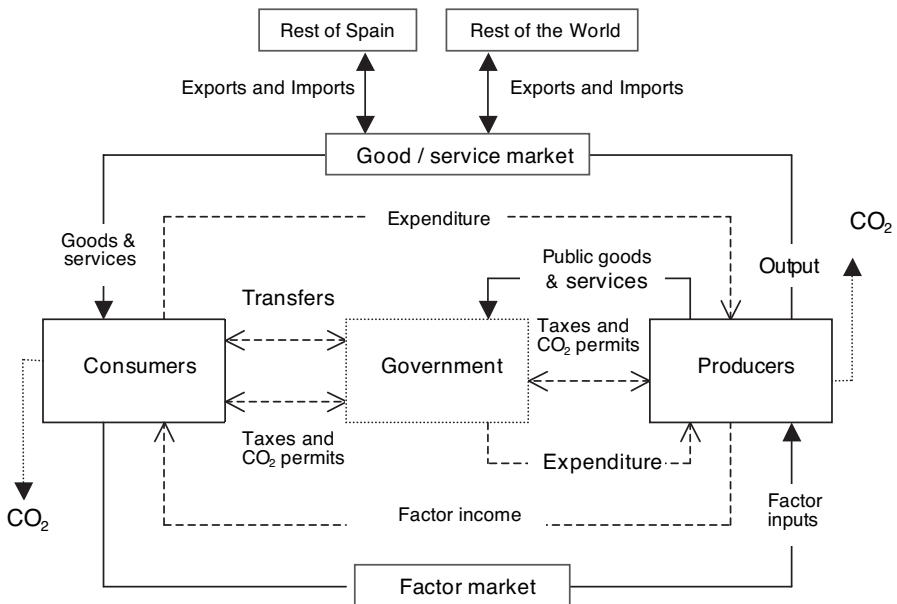 Rest of Spain
Rest of the World
Exports and Imports
Exports and Imports
Good / service market
Expenditure
CO₂
Goods &
services
Public goods
& services
Output
Transfers
Taxes and
CO₂ permits
Consumers
Government
Producers
Taxes and
CO₂ permits
Expenditure
CO₂
Factor income
Factor
inputs
Factor market